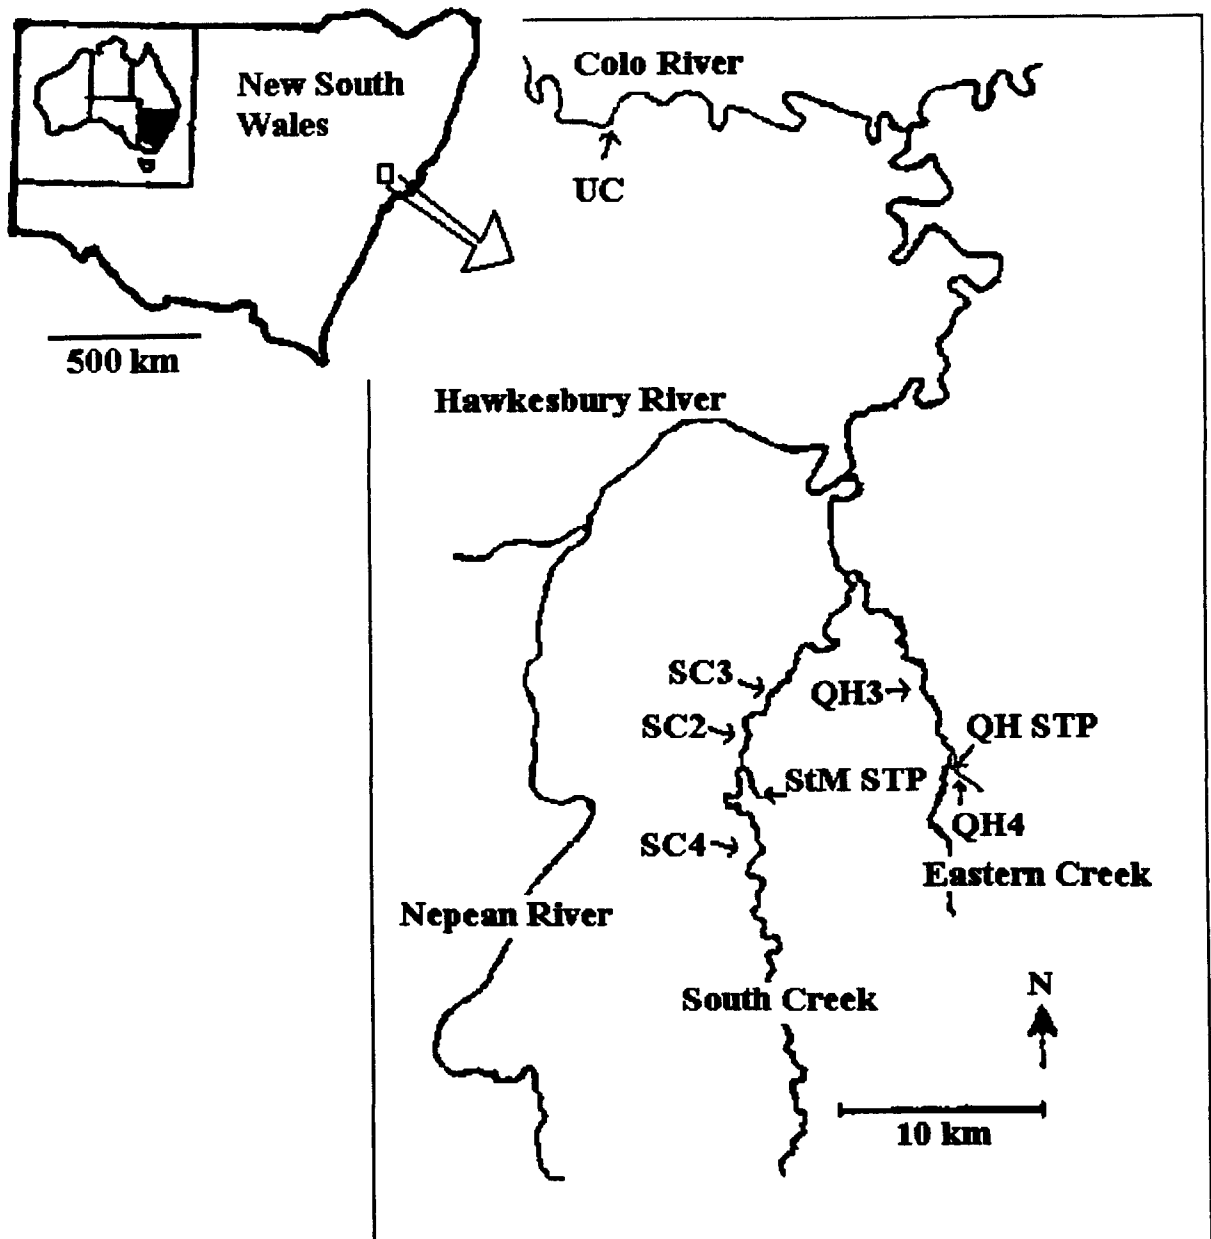 New South
Wales
500 km
Colo River
UC
Hawkesbury River
SC3
QH3
SC2
QH STP
StM STP
QH4
SC4
Eastern Creek
Nepean River
South Creek
N
10 km